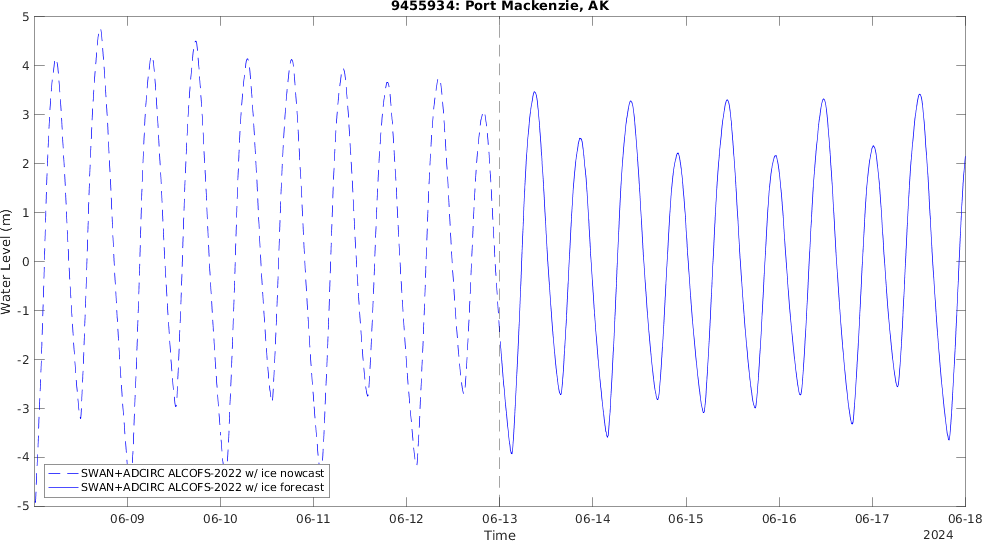 9455934: Port Mackenzie, AK
5
4
3
2
1
0
-1
-2
-3
-4
-5
Water Level (m)
SWAN+ADCIRC ALCOFS-2022 w/ ice nowcast
SWAN+ADCIRC ALCOFS-2022 w/ ice forecast
06-09 06-10 06-11 06-12 06-13 06-14 06-15 06-16 06-17 06-18
Time
2024